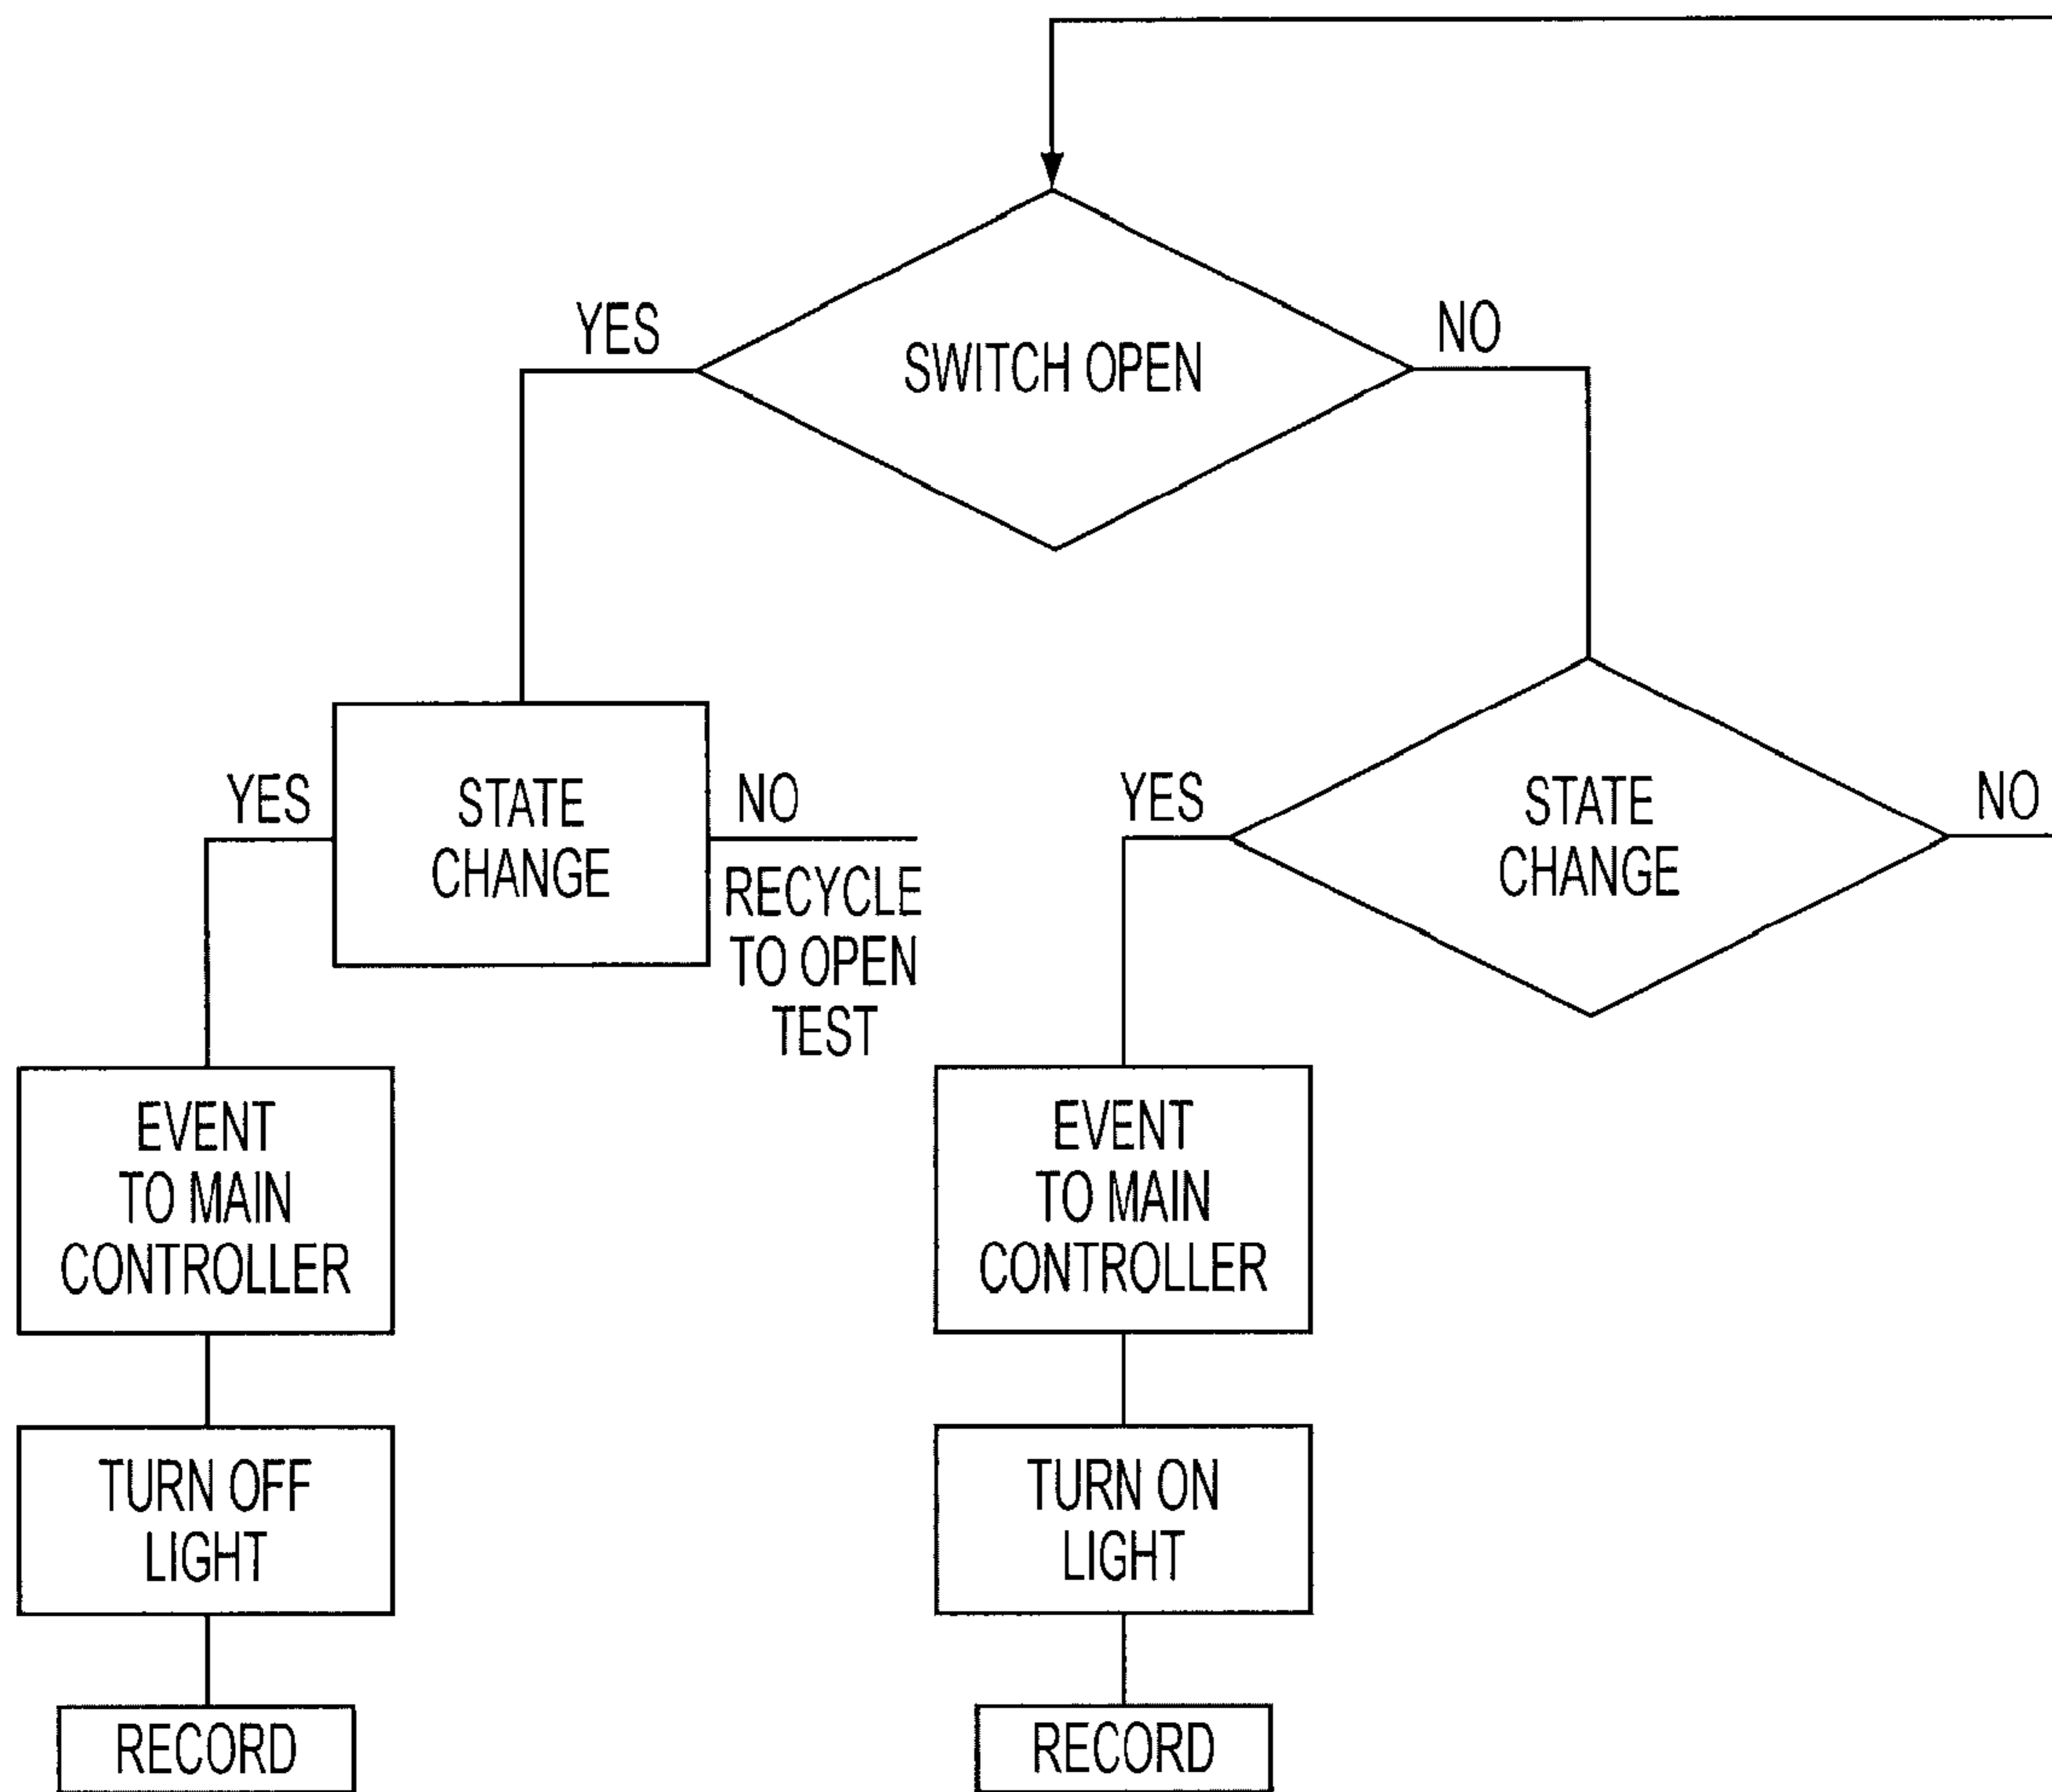 YES
SWITCH OPEN
NO
YES
STATE
CHANGE
NO
RECYCLE
TO OPEN
TEST
YES
STATE
CHANGE
NO
EVENT
TO MAIN
CONTROLLER
EVENT
TO MAIN
CONTROLLER
TURN OFF
LIGHT
TURN ON
LIGHT
RECORD
RECORD